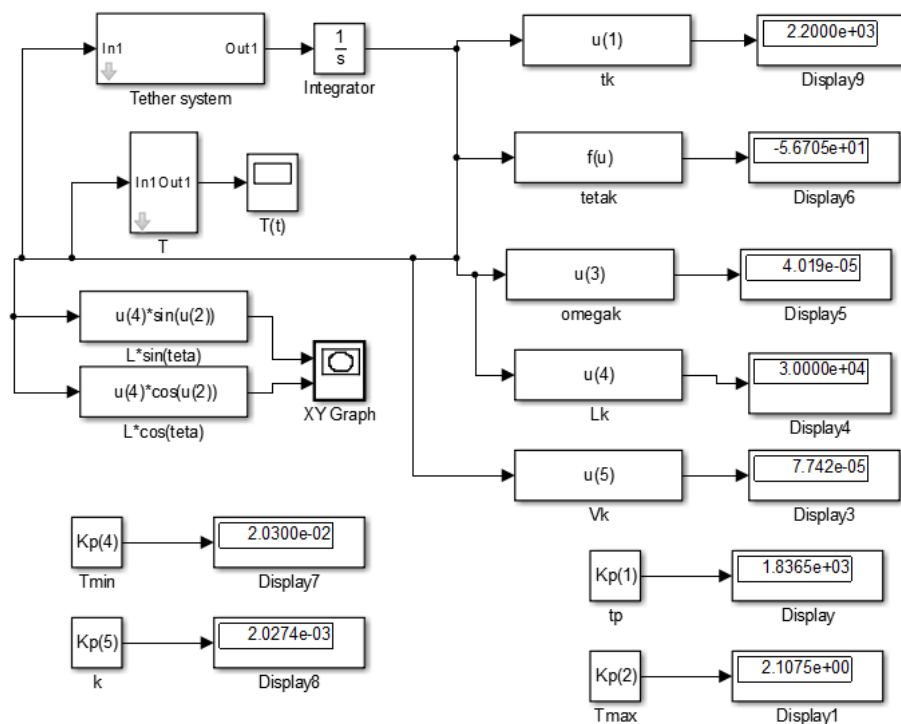 In1
Out1
Tether system
1
s
Integrator
u(1)
tk
2.2000e+03
Display9
In1Out1
T
T(t)
f(u)
tetak
-5.6705e+01
Display6
u(3)
omegak
4.019e-05
Display5
u(4)*sin(u(2))
L*sin(teta)
u(4)*cos(u(2))
L*cos(teta)
XY Graph
u(4)
Lk
3.0000e+04
Display4
u(5)
Vk
7.742e-05
Display3
Kp(4)
Tmin
2.0300e-02
Display7
Kp(1)
tp
1.8365e+03
Display
Kp(5)
k
2.0274e-03
Display8
Kp(2)
Tmax
2.1075e+00
Display1